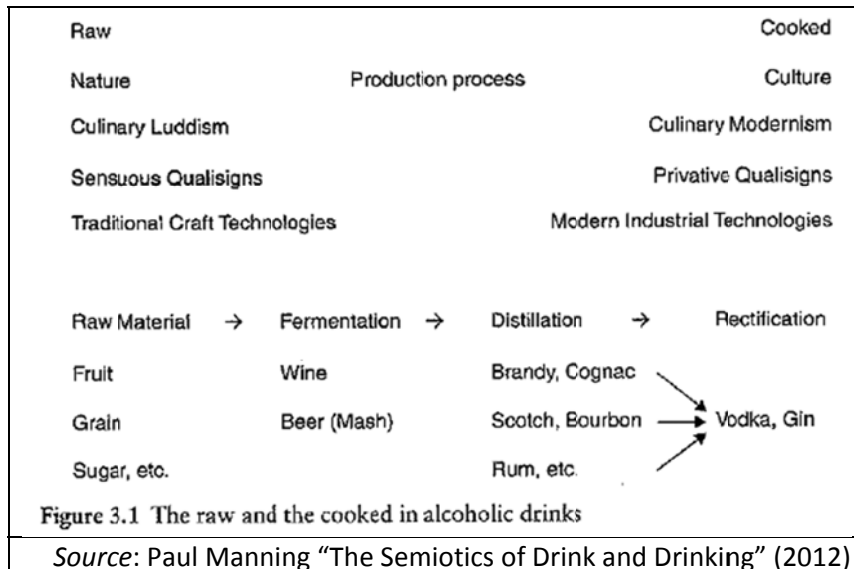 Raw Cooked
Nature Production process Culture
Culinary Luddism Culinary Modernism
Sensuous Qualisigns Privative Qualisigns
Traditional Craft Technologies Modern Industrial Technologies
Raw Material → Fermentation → Distillation → Rectification
Fruit Wine Brandy, Cognac
Grain Beer (Mash) Scotch, Bourbon Vodka, Gin
Sugar, etc. Rum, etc.
Figure 3.1 The raw and the cooked in alcoholic drinks
Source: Paul Manning “The Semiotics of Drink and Drinking” (2012)